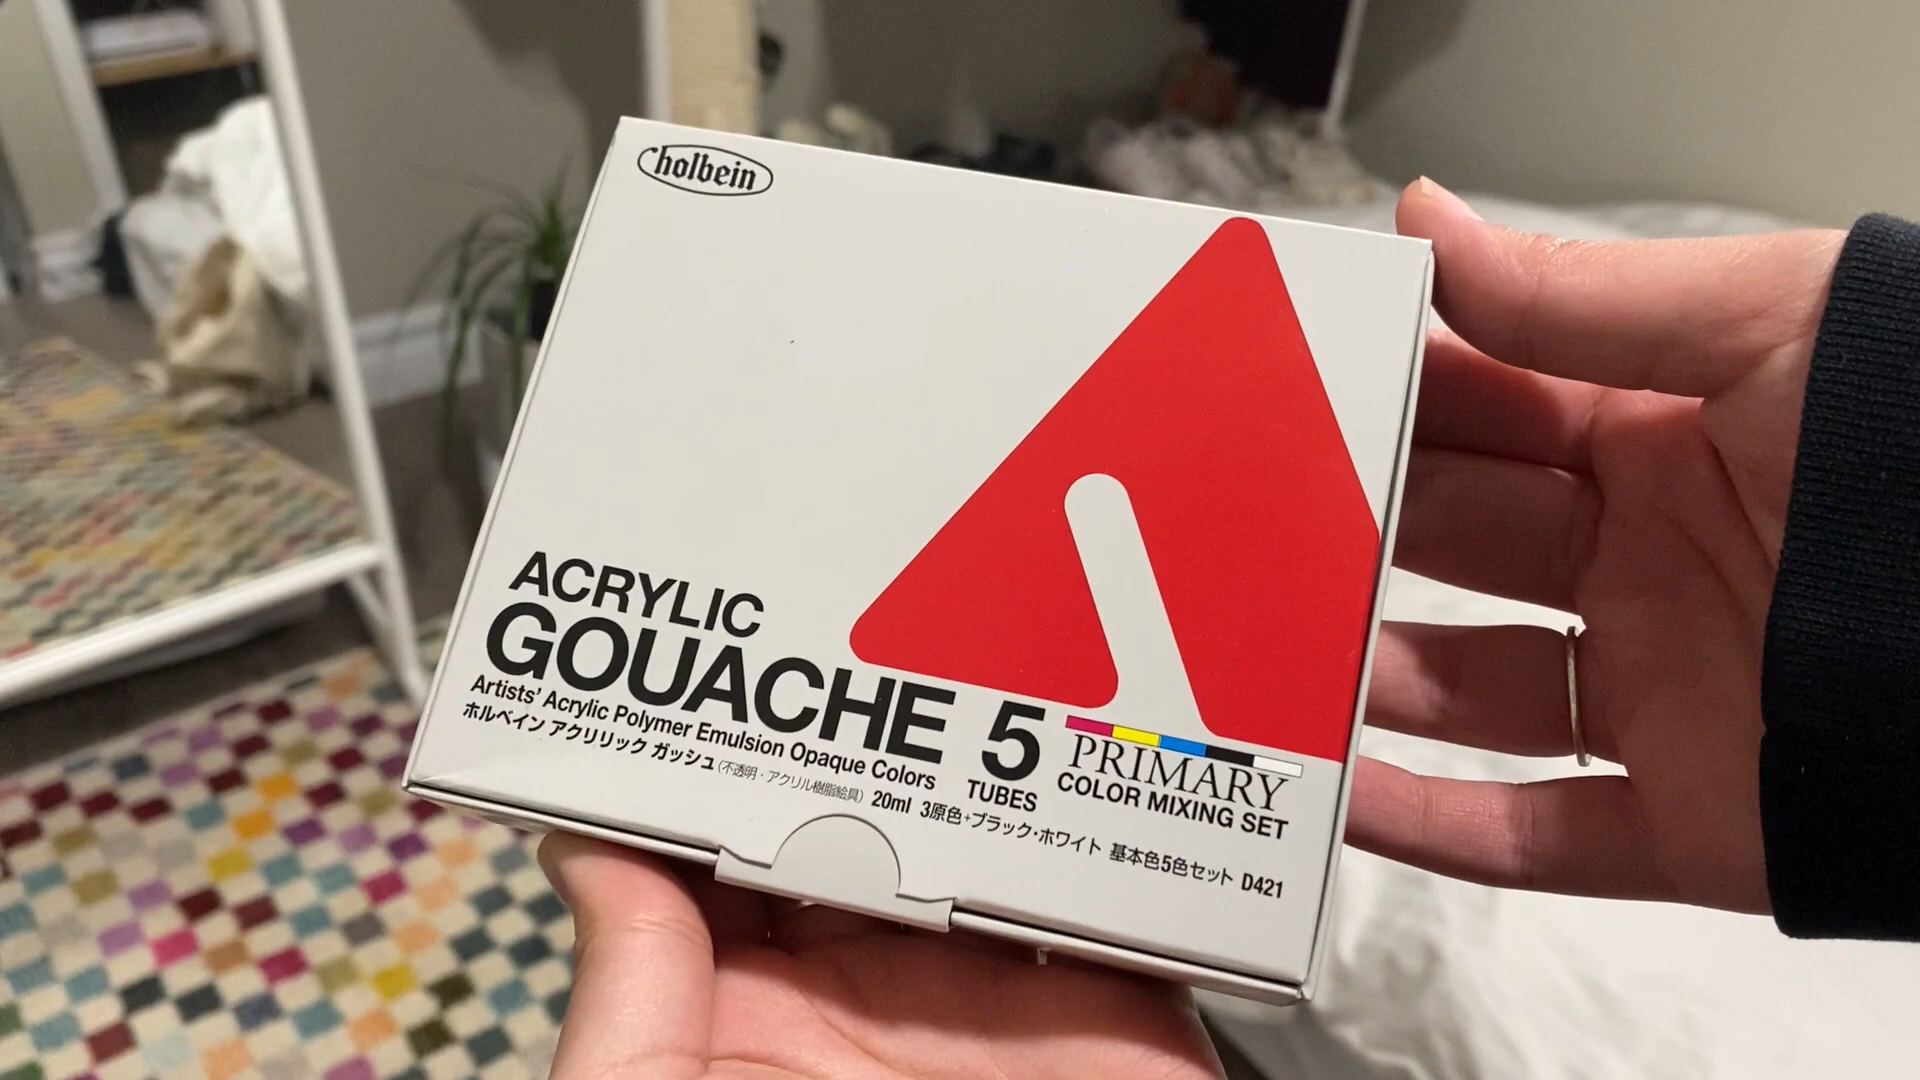 holbein
ACRYLIC
GOUACHE
Artists' Acrylic Polymer Emulsion Opaque Colors
ホルベイン アクリリック ガッシュ(不透明・アクリル樹脂絵具)
5
TUBES
PRIMARY
COLOR MIXING SET
20ml 3原色+ブラック・ホワイト 基本色5色セット D421